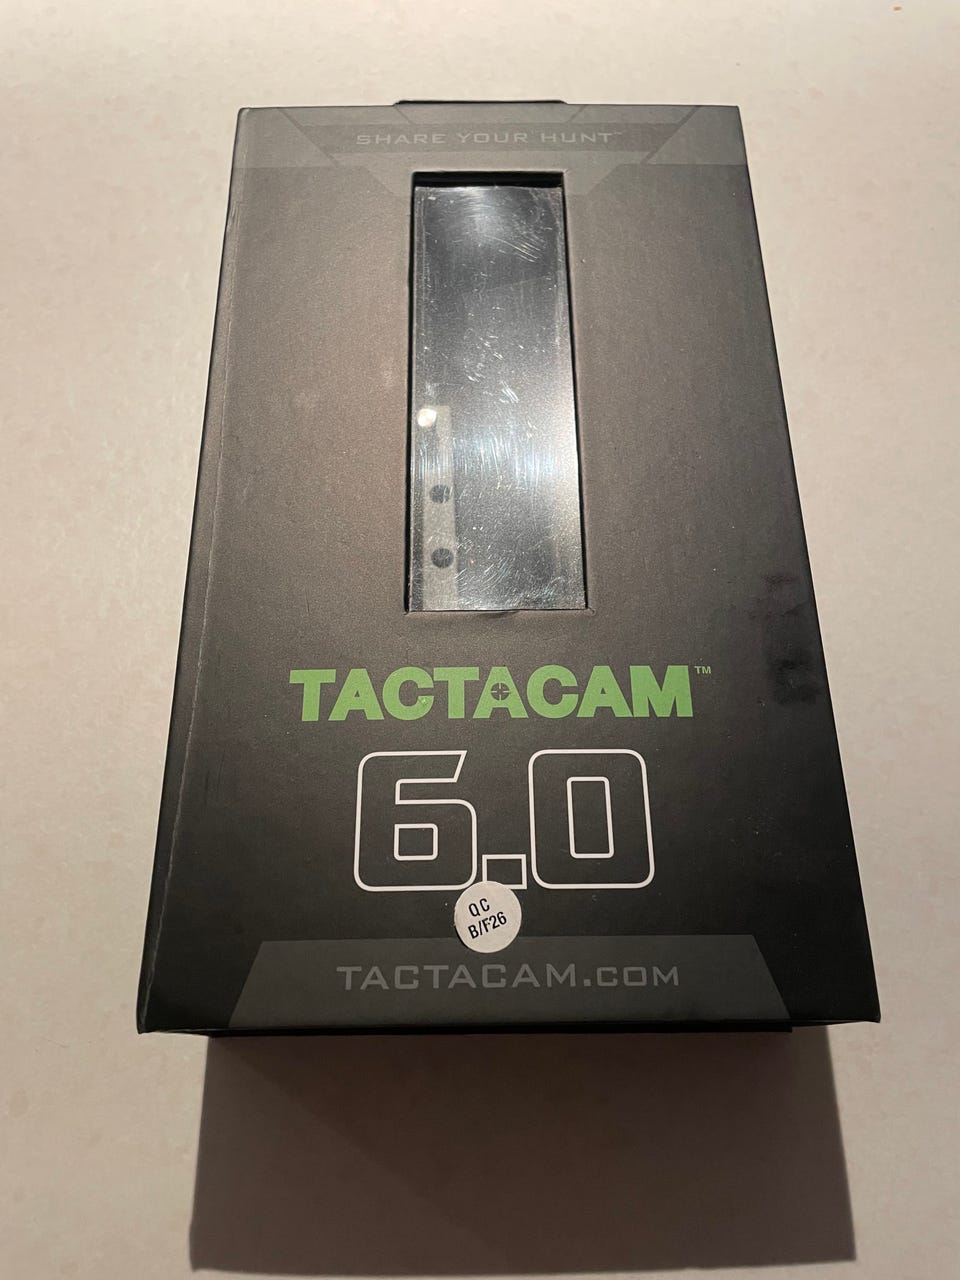 SHARE YOUR HUNT™
TACTACAM™
6.0
QC
B/F26
TACTACAM.COM